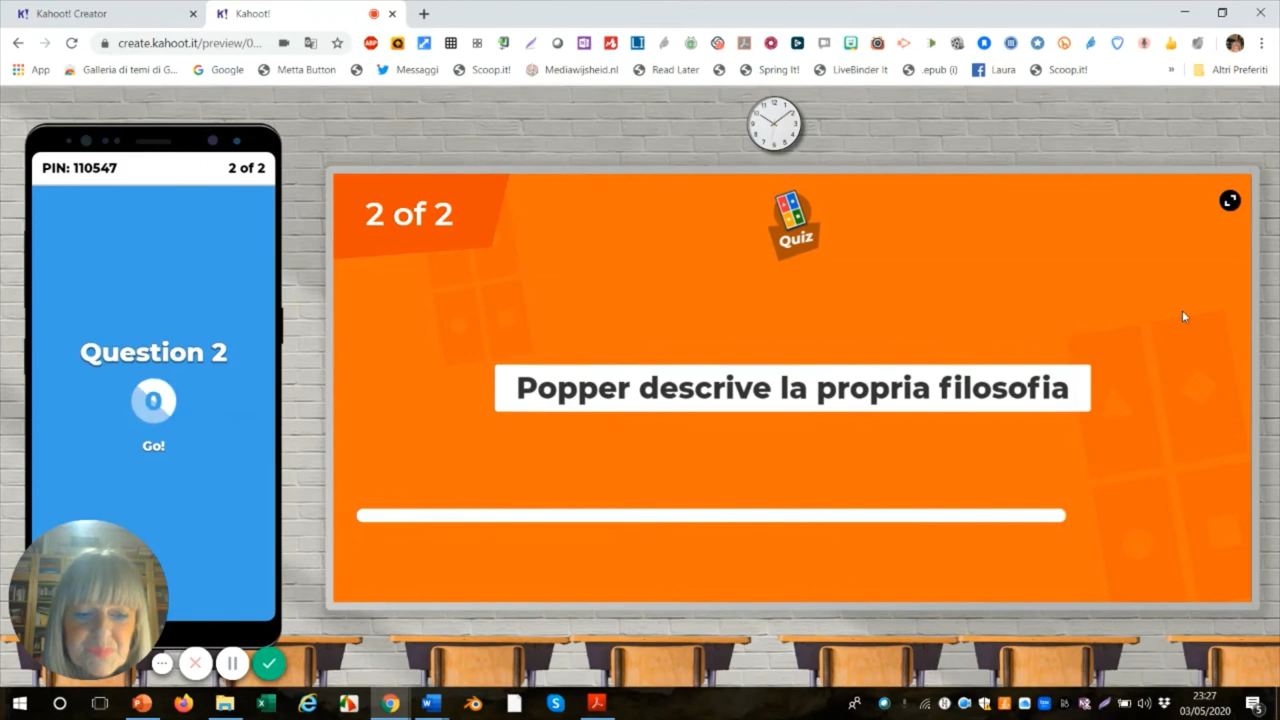 Kahoot! Creator
Kahoot!
create.kahoot.it/preview/0...
ABP
App
Galleria di temi di G...
Google
Metta Button
Messaggi
Scoop.it!
Mediawijsheid.nl
Read Later
Spring It!
LiveBinder It
.epub (i)
Laura
Scoop.it!
Altri Preferiti
PIN: 110547
2 of 2
Question 2
0
Go!
2 of 2
Quiz
Popper descrive la propria filosofia
23:27
03/05/2020
5